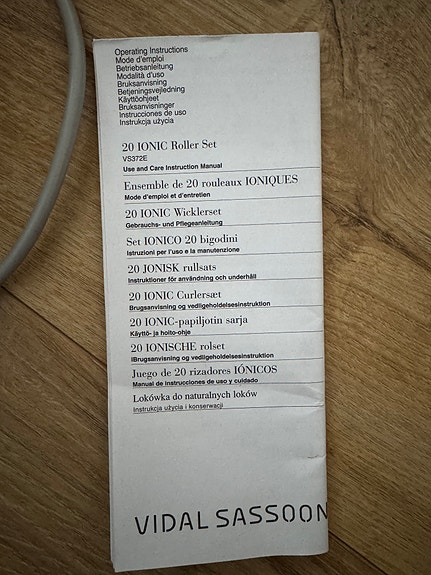 Operating Instructions
Mode d'emploi
Betriebsanleitung
Modalità d'uso
Bruksanvisning
Betjeningsvejledning
Käyttöohjeet
Bruksanvisninger
Instrucciones de uso
Instrukcja użycia
20 IONIC Roller Set
VS372E
Use and Care Instruction Manual
Ensemble de 20 rouleaux IONIQUES
Mode d'emploi et d'entretien
20 IONIC Wicklerset
Gebrauchs- und Pflegeanleitung
Set IONICO 20 bigodini
Istruzioni per l'uso e la manutenzione
20 JONISK rullsats
Instruktioner för användning och underhåll
20 IONIC Curlersæt
Brugsanvisning og vedligeholdelsesinstruktion
20 IONIC-papiljotin sarja
Käyttö- ja hoito-ohje
20 IONISCHE rolset
iBrugsanvisning og vedligeholdelsesinstruktion
Juego de 20 rizadores IÓNICOS
Manual de instrucciones de uso y cuidado
Lokówka do naturalnych loków
Instrukcja użycia i konserwacji
VIDAL SASSOON